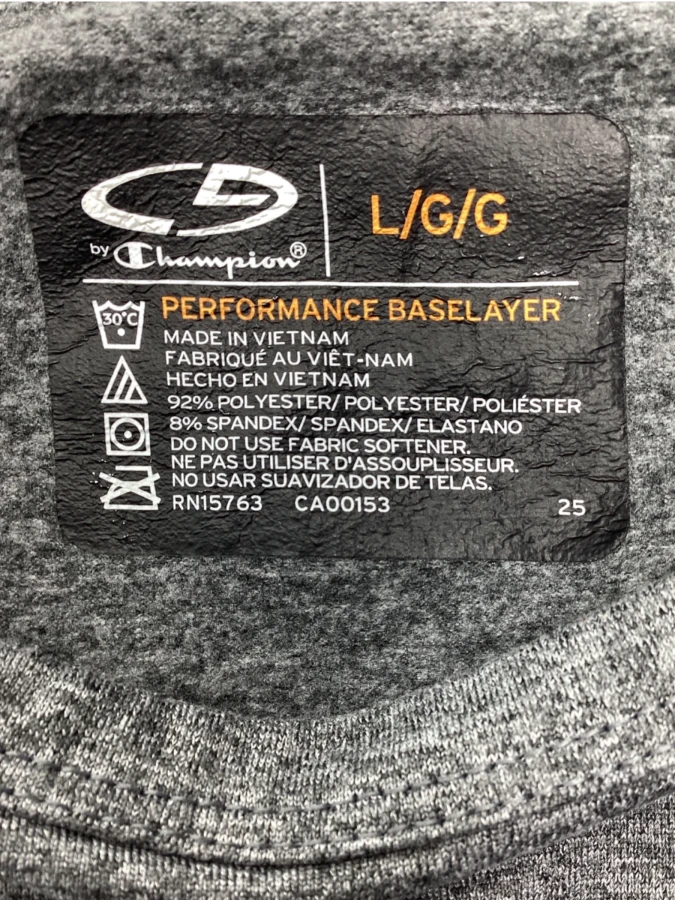 C9
by Champion®
L/G/G
30°C
PERFORMANCE BASELAYER
MADE IN VIETNAM
FABRIQUÉ AU VIÊT-NAM
HECHO EN VIETNAM
92% POLYESTER/ POLYESTER/ POLIÉSTER
8% SPANDEX/ SPANDEX/ ELASTANO
DO NOT USE FABRIC SOFTENER.
NE PAS UTILISER D'ASSOUPLISSEUR.
NO USAR SUAVIZADOR DE TELAS.
RN15763 CA00153 25